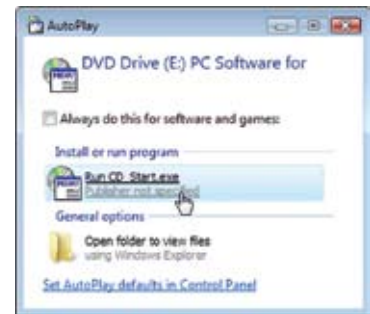 AutoPlay
DVD Drive (E:) PC Software for
Always do this for software and games:
Install or run program
Run CD_Start.exe
Publisher not specified
General options
Open folder to view files
using Windows Explorer
Set AutoPlay defaults in Control Panel